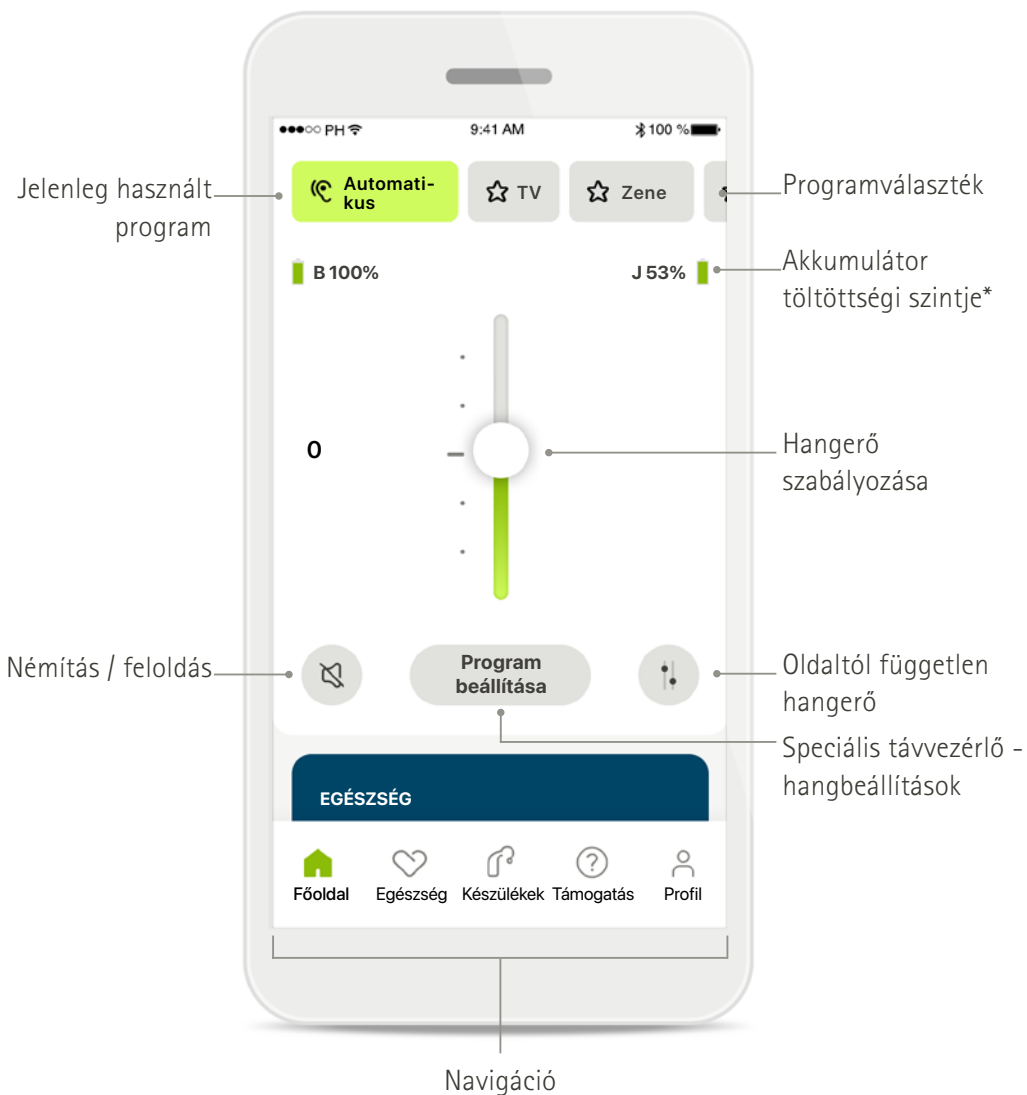 PH 9:41 AM 100 %
Jelenleg használt
program
Automati-
kus
TV
Zene
Programválaszték
B 100%
J 53%
Akkumulátor
töltöttségi szintje*
0
Hangerő
szabályozása
Némítás / feloldás
Program
beállítása
Oldaltól független
hangerő
Speciális távvezérlő -
hangbeállítások
EGÉSZSÉG
Főoldal Egészség Készülékek Támogatás Profil
Navigáció